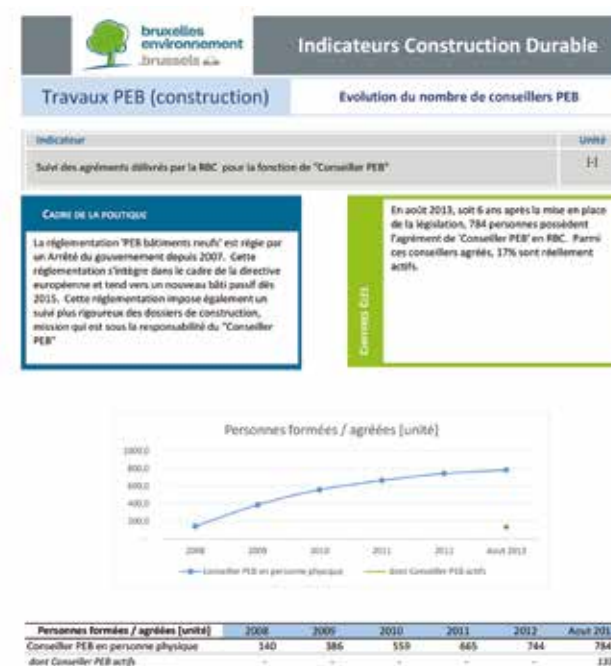 bruxelles
environnement
.brussels
Indicateurs Construction Durable
Travaux PEB (construction)
Evolution du nombre de conseillers PEB
Indicateur
Unité
Suivi des agréments délivrés par la RBC pour la fonction de "Conseiller PEB"
[-]
CADRE DE LA POLITIQUE
La réglementation 'PEB bâtiments neufs' est régie par
un Arrêté du gouvernement depuis 2007. Cette
réglementation s'intègre dans le cadre de la directive
européenne et tend vers un nouveau bâti passif dès
2015. Cette réglementation impose également un
suivi plus rigoureux des dossiers de construction,
mission qui est sous la responsabilité du "Conseiller
PEB"
CHIFFRES CLÉS
En août 2013, soit 6 ans après la mise en place
de la législation, 784 personnes possèdent
l'agrément de 'Conseiller PEB' en RBC. Parmi
ces conseillers agréés, 17% sont réellement
actifs.
Personnes formées / agréées [unité]
1000,0
800,0
600,0
400,0
200,0
-
2008 2009 2010 2011 2012 Aout 2013
Conseiller PEB en personne physique dont Conseiller PEB actifs
Personnes formées / agréées [unité] 2008 2009 2010 2011 2012 Aout 201
Conseiller PEB en personne physique 140 386 559 665 744 784
dont Conseiller PEB actifs - - - - -